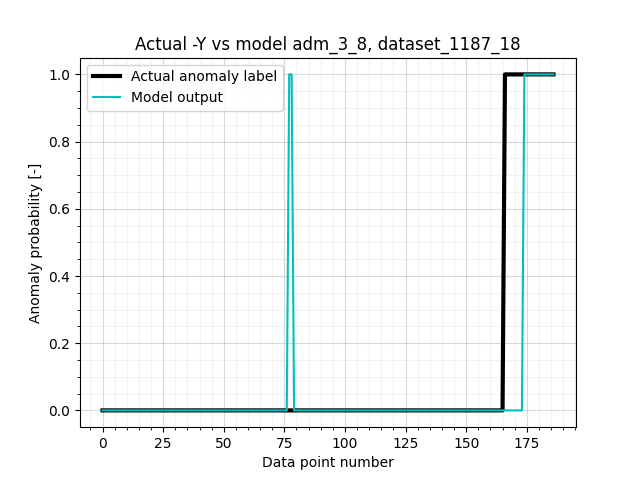 Actual -Y vs model adm_3_8, dataset_1187_18
Actual anomaly label
Model output
1.0
0.8
0.6
0.4
0.2
0.0
Anomaly probability [-]
0 25 50 75 100 125 150 175
Data point number